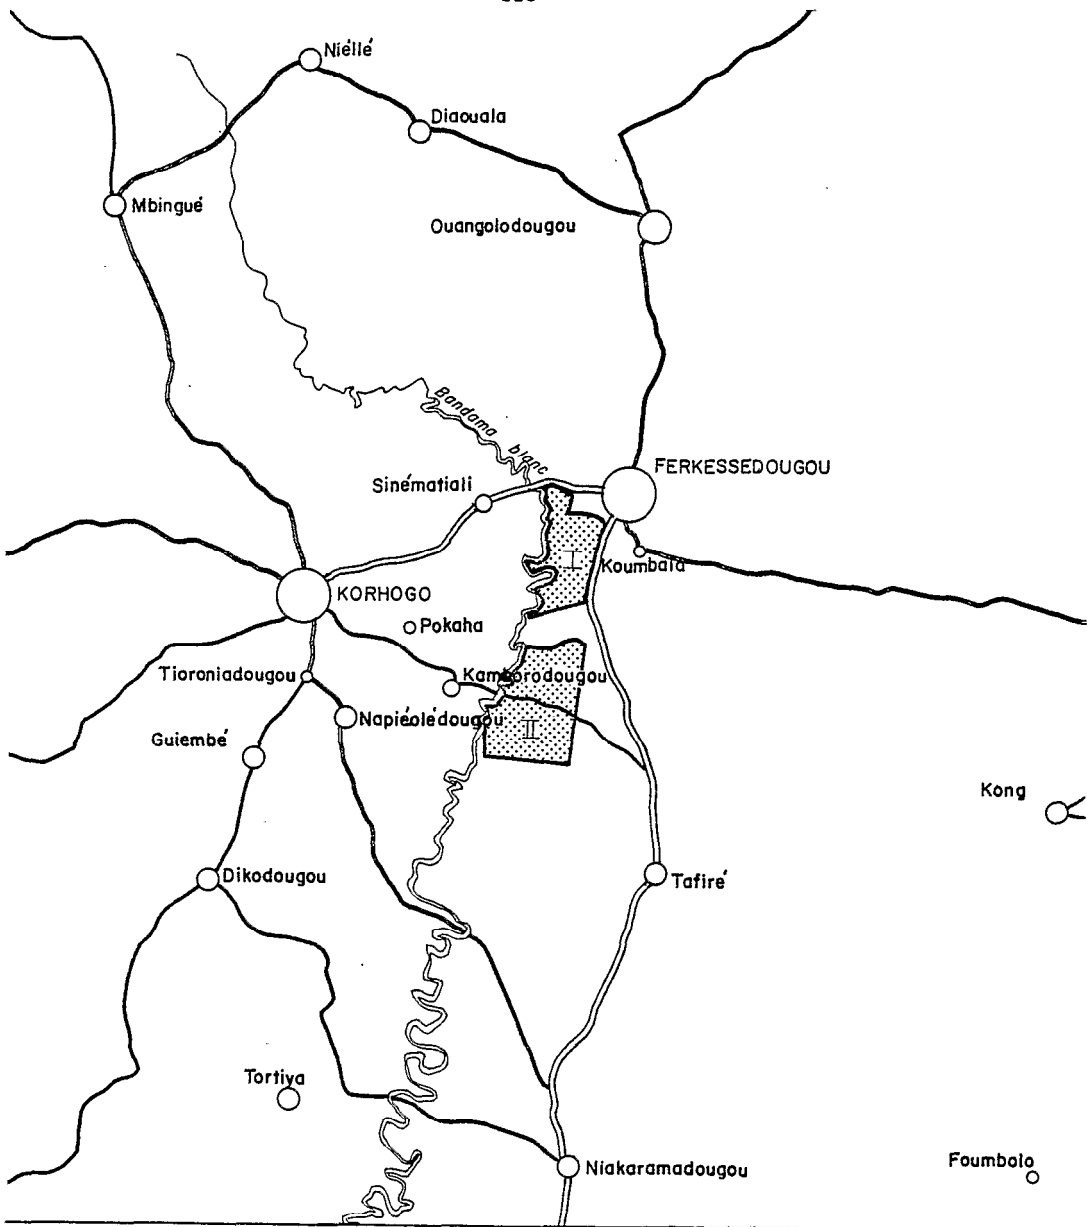 Niéllé
Diaouala
Mbingué
Ouangolodougou
Bandama blanc
FERKESSEDOUGOU
Sinématiali
I
Koumbala
KORHOGO
Pokaha
Tioroniadougou
Kamborodougou
Napiéolédougou
II
Guiembé
Kong
Dikodougou
Tafiré
Tortiya
Niakaramadougou
Foumbolo